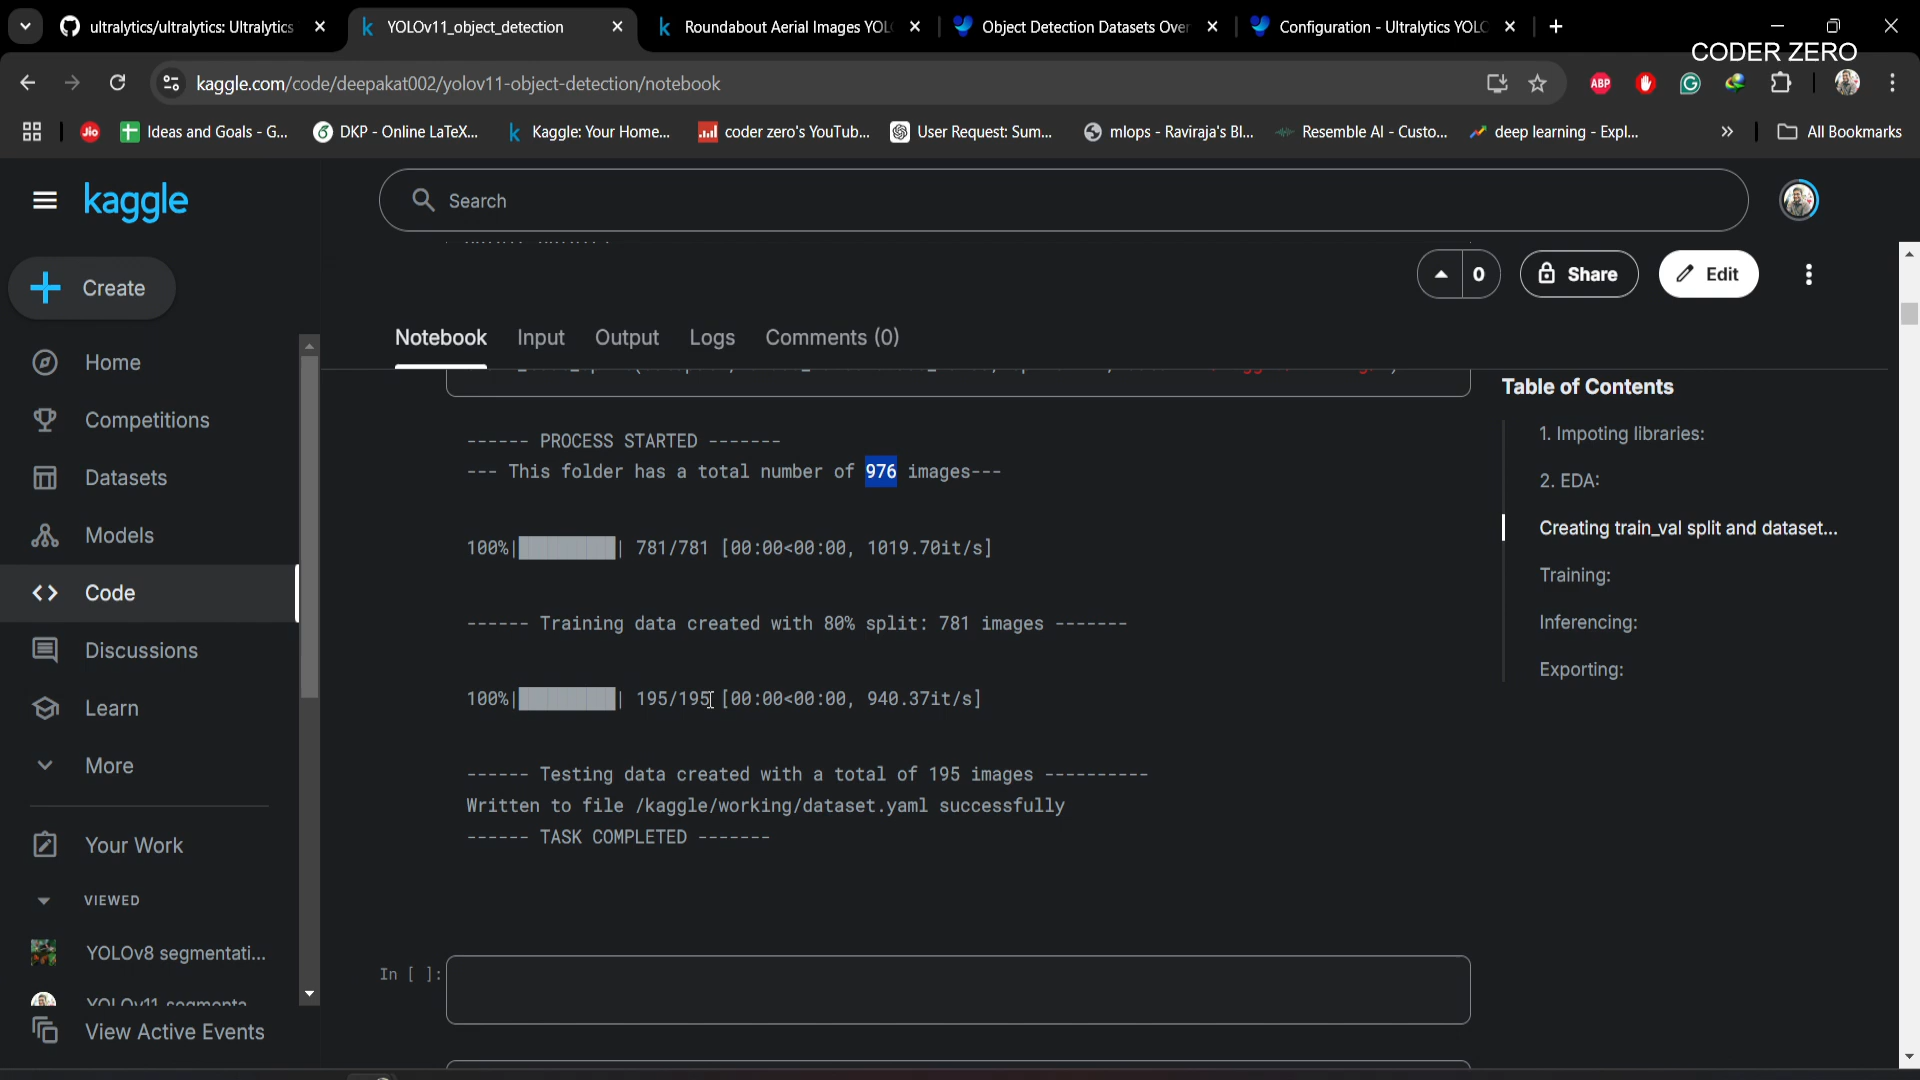 ultralytics/ultralytics: Ultralytics
YOLOv11_object_detection
Roundabout Aerial Images YOL
Object Detection Datasets Over
Configuration - Ultralytics YOLO
CODER ZERO
kaggle.com/code/deepakat002/yolov11-object-detection/notebook
ABP
Jio
Ideas and Goals - G...
DKP - Online LaTeX...
Kaggle: Your Home...
coder zero's YouTub...
User Request: Sum...
mlops - Raviraja's Bl...
Resemble AI - Custo...
deep learning - Expl...
All Bookmarks
kaggle
Search
Create
0
Share
Edit
Notebook
Input
Output
Logs
Comments (0)
Home
Competitions
Datasets
Models
Code
Discussions
Learn
More
Your Work
VIEWED
YOLOv8 segmentati...
YOLOv11 segmenta...
View Active Events
------ PROCESS STARTED -------
--- This folder has a total number of 976 images---
100%|██████████| 781/781 [00:00<00:00, 1019.70it/s]
------ Training data created with 80% split: 781 images -------
100%|██████████| 195/195 [00:00<00:00, 940.37it/s]
------ Testing data created with a total of 195 images ----------
Written to file /kaggle/working/dataset.yaml successfully
------ TASK COMPLETED -------
In [ ]:
Table of Contents
1. Impoting libraries:
2. EDA:
Creating train_val split and dataset...
Training:
Inferencing:
Exporting: